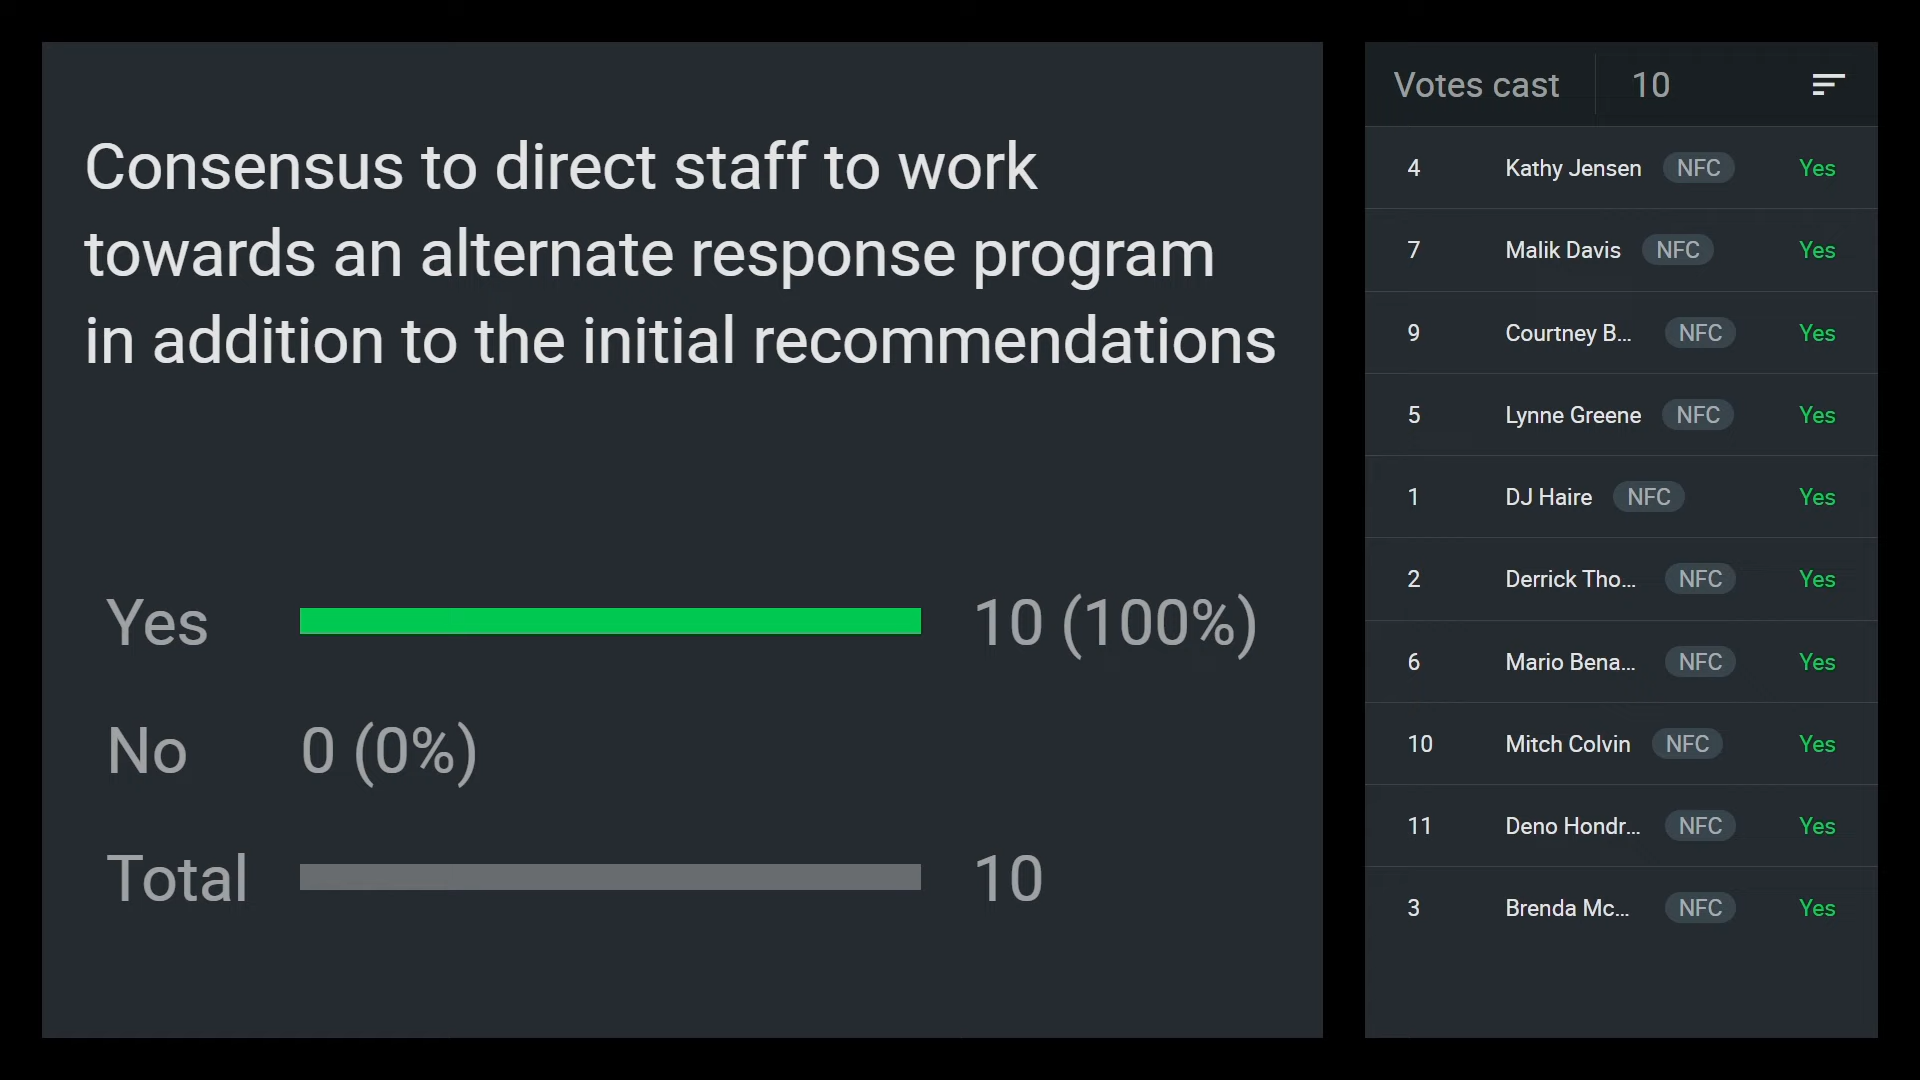 Consensus to direct staff to work
towards an alternate response program
in addition to the initial recommendations
Yes 10 (100%)
No 0 (0%)
Total 10
Votes cast 10
4 Kathy Jensen NFC Yes
7 Malik Davis NFC Yes
9 Courtney B... NFC Yes
5 Lynne Greene NFC Yes
1 DJ Haire NFC Yes
2 Derrick Tho... NFC Yes
6 Mario Bena... NFC Yes
10 Mitch Colvin NFC Yes
11 Deno Hondr... NFC Yes
3 Brenda Mc... NFC Yes